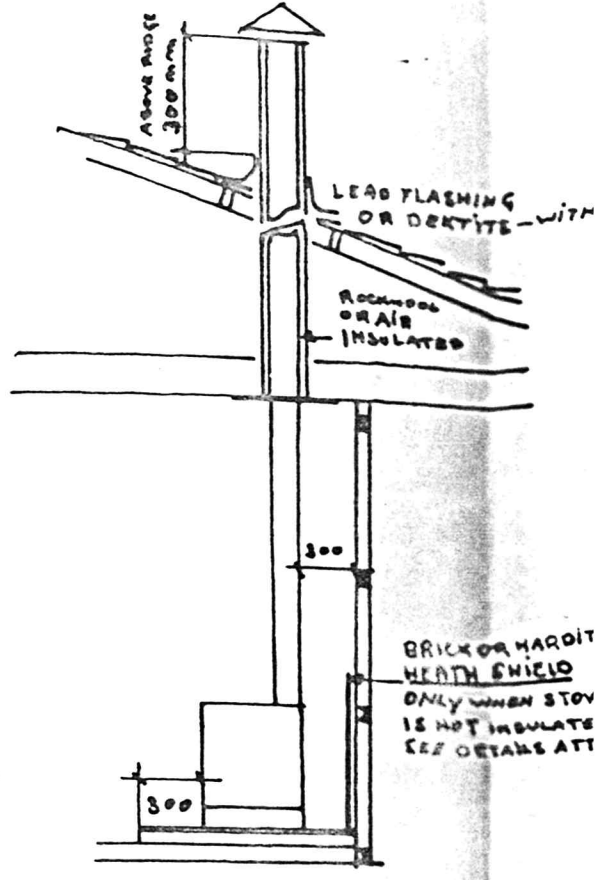 ABOVE RIDGE
300 mm
LEAD FLASHING
OR DEKTITE - WITH
ROCKWOOL
OR AIR
INSULATED
300
BRICK OR HARDIT
HEATH SHIELD
ONLY WHEN STOV
IS NOT INSULATE
SEE DETAILS ATT
300